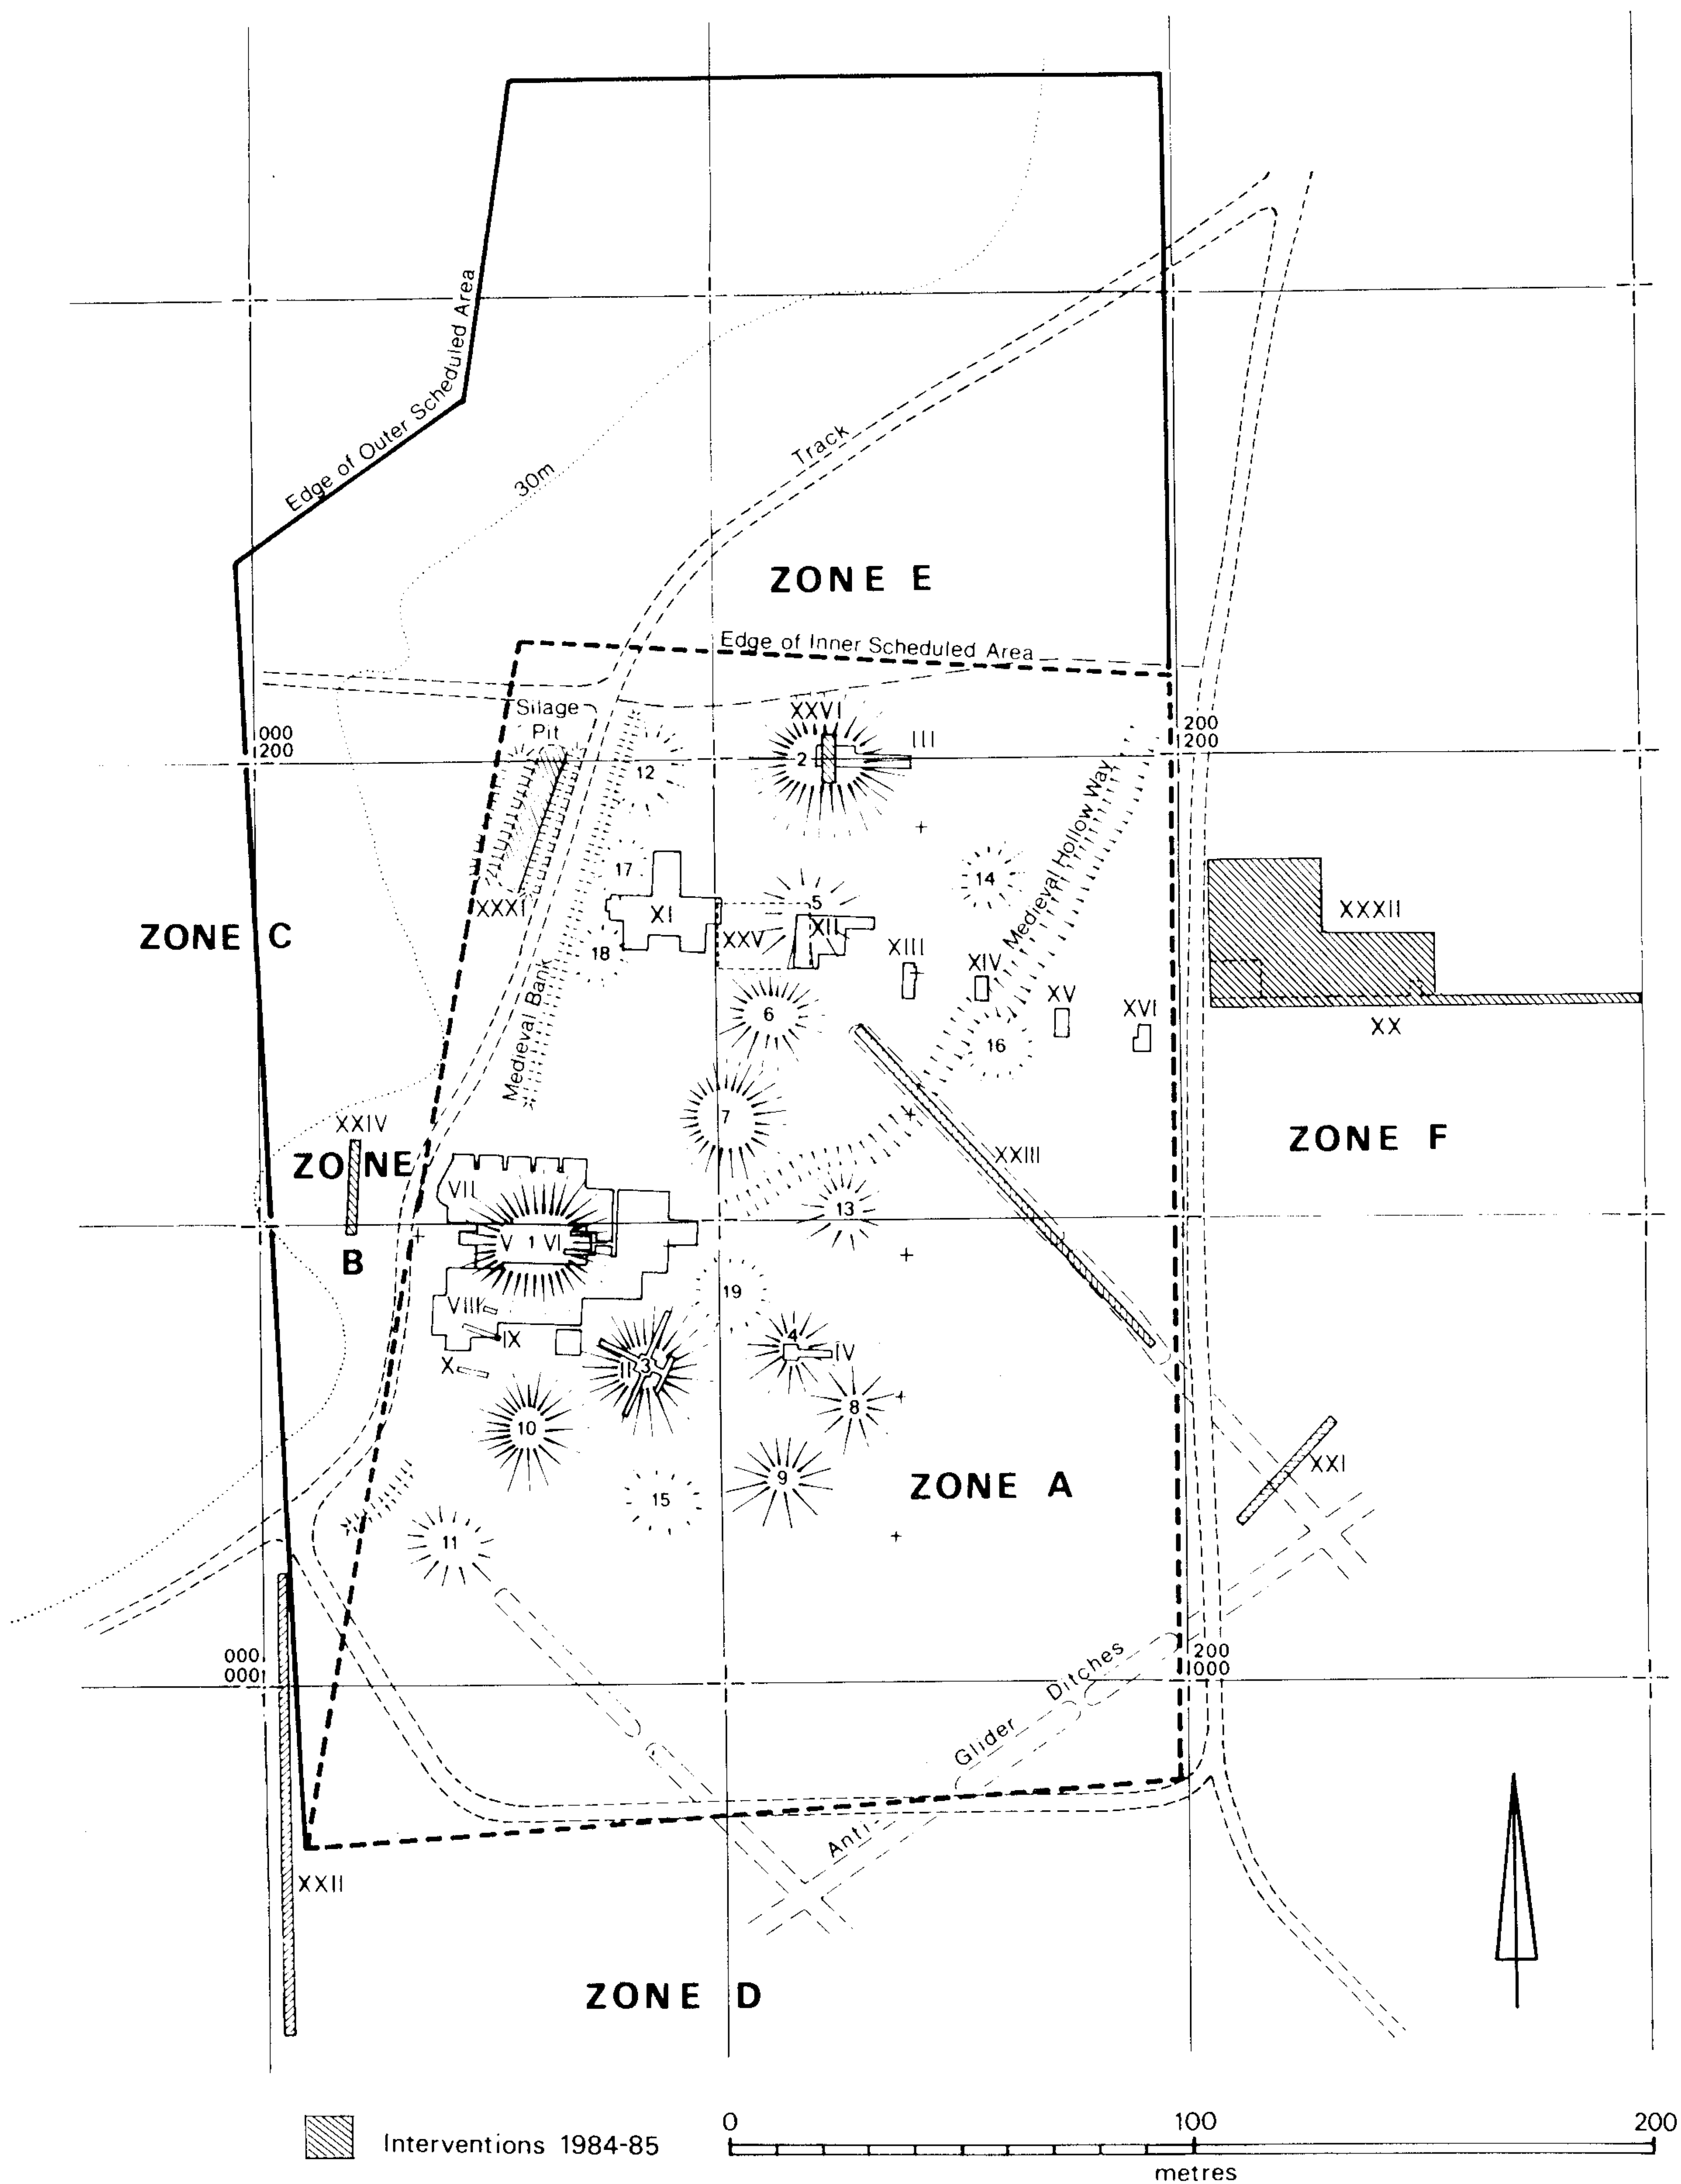 Edge of Outer Scheduled Area
30m
Track
ZONE E
Edge of Inner Scheduled Area
Silage
Pit
XXVI
III
000
200
200
200
2
12
Medieval Hollow Way
17
14
5
XXXI
XI
XXV
XII
XXXII
ZONE C
18
XIII
XIV
XV
XVI
XX
6
16
Medieval Bank
7
XXIV
XXIII
ZONE F
ZONE
B
VII
13
V 1 VI
19
VIII
IX
X
II 3
4
IV
8
10
9
15
XXI
ZONE A
11
000
000
200
000
Anti-
Glider
Ditches
XXII
ZONE D
Interventions 1984-85
0
100
200
metres